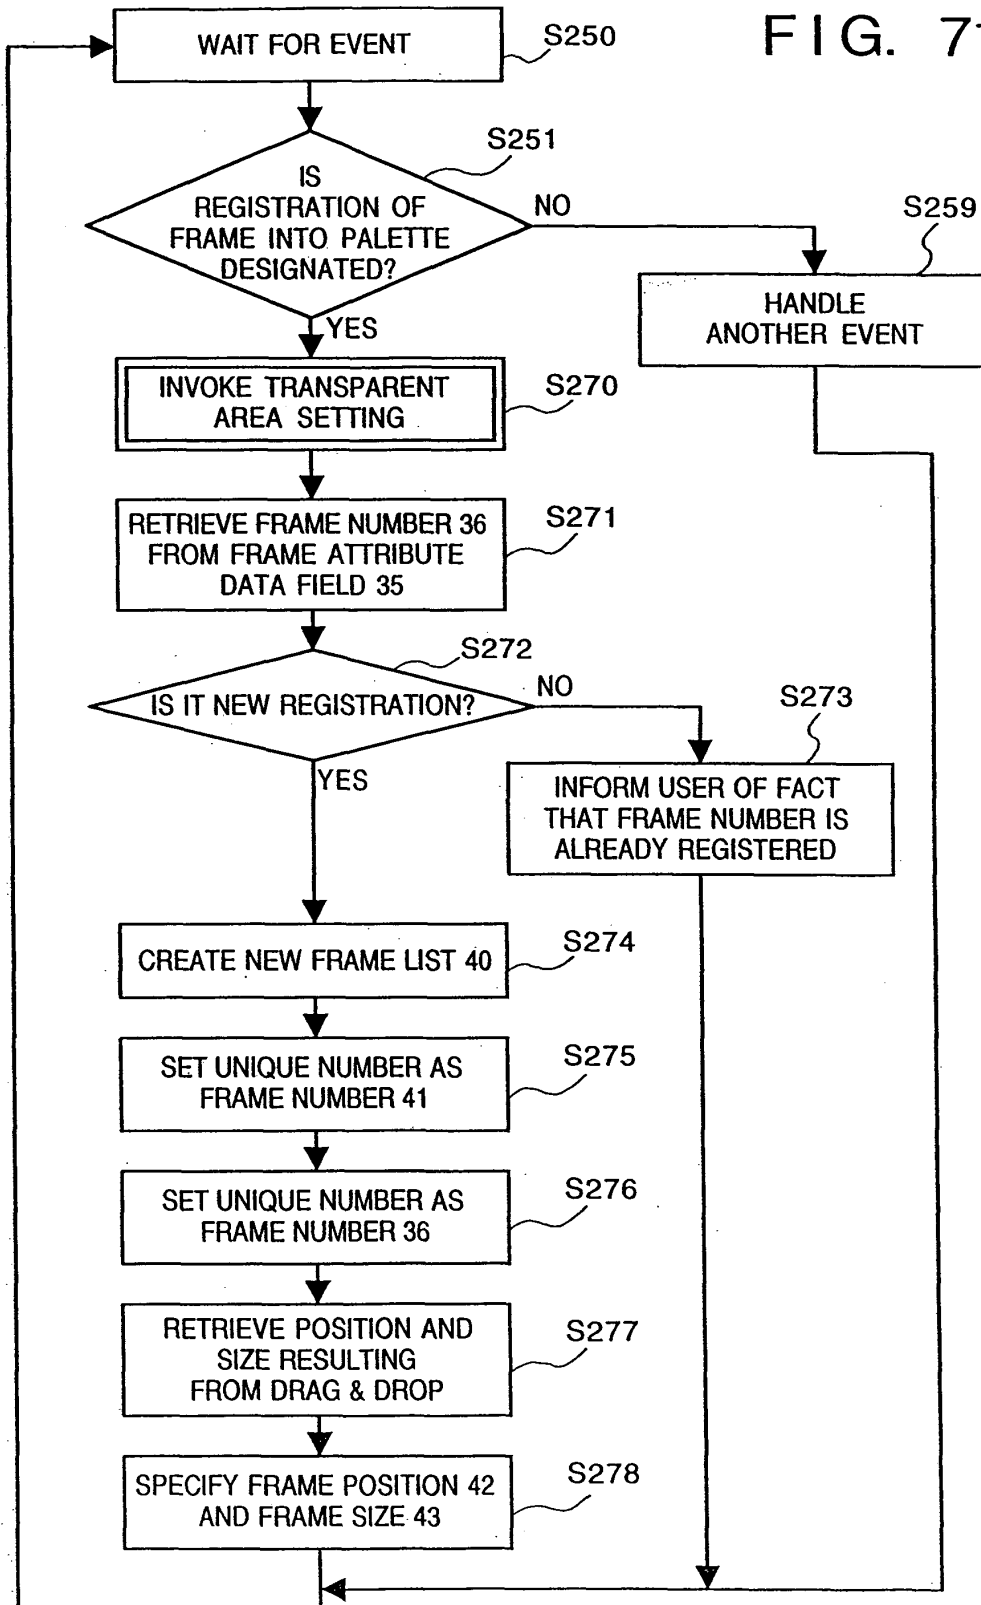 FIG. 71
WAIT FOR EVENT
S250
S251
IS
REGISTRATION OF
FRAME INTO PALETTE
DESIGNATED?
NO
YES
S259
HANDLE
ANOTHER EVENT
INVOKE TRANSPARENT
AREA SETTING
S270
RETRIEVE FRAME NUMBER 36
FROM FRAME ATTRIBUTE
DATA FIELD 35
S271
S272
IS IT NEW REGISTRATION?
NO
YES
S273
INFORM USER OF FACT
THAT FRAME NUMBER IS
ALREADY REGISTERED
CREATE NEW FRAME LIST 40
S274
SET UNIQUE NUMBER AS
FRAME NUMBER 41
S275
SET UNIQUE NUMBER AS
FRAME NUMBER 36
S276
RETRIEVE POSITION AND
SIZE RESULTING
FROM DRAG & DROP
S277
SPECIFY FRAME POSITION 42
AND FRAME SIZE 43
S278